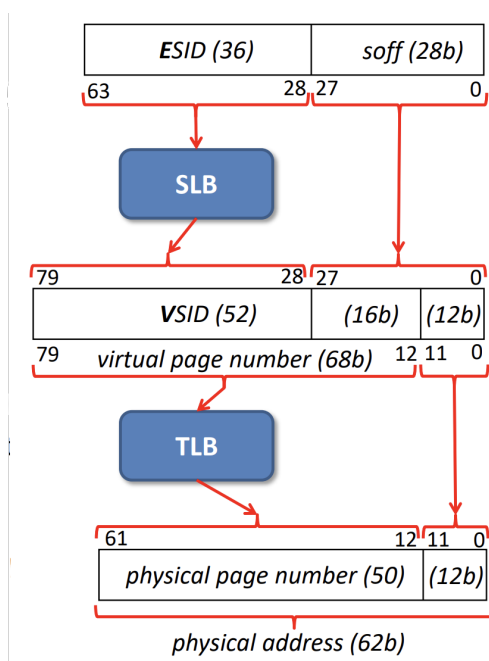 ESID (36) soff (28b)
63 28 27 0
SLB
79 28 27 0
VSID (52) (16b) (12b)
79 virtual page number (68b) 12 11 0
TLB
61 12 11 0
physical page number (50) (12b)
physical address (62b)